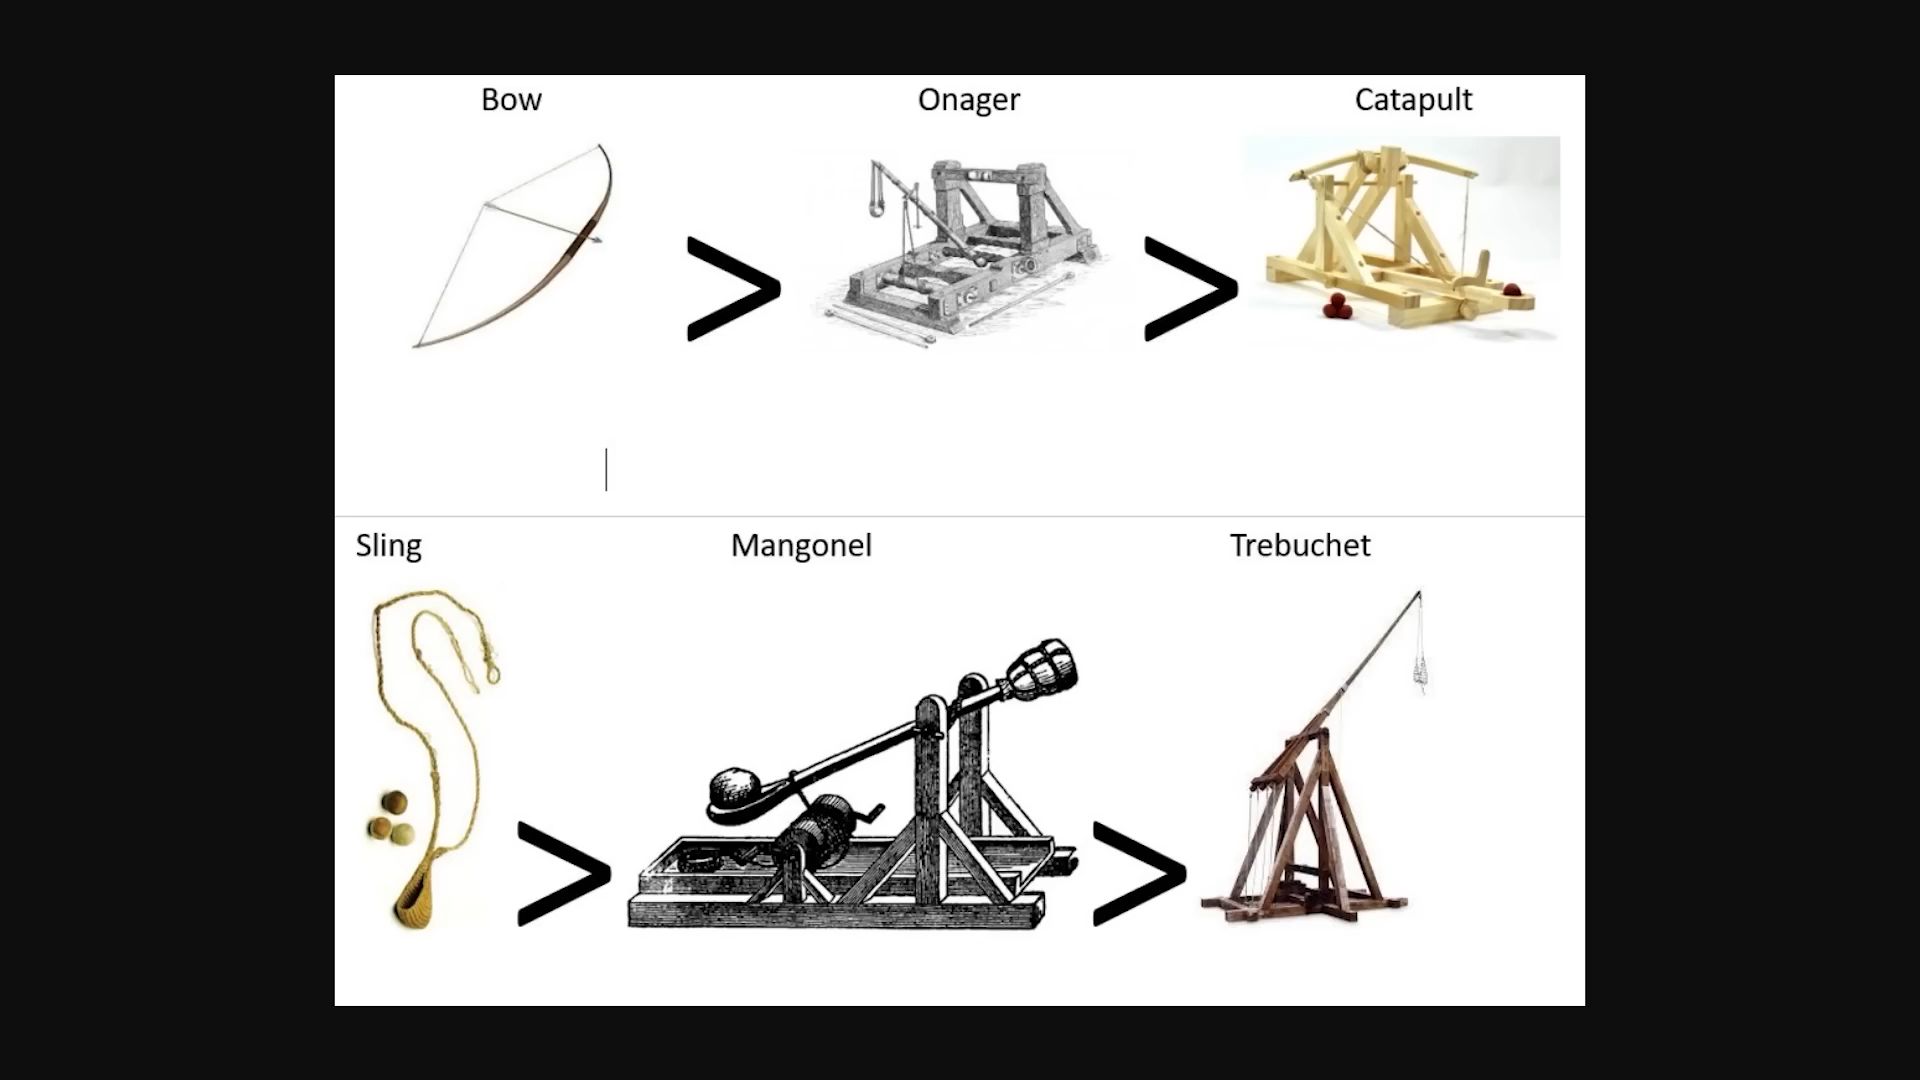 Bow
Onager
Catapult
>
>
Sling
Mangonel
Trebuchet
>
>